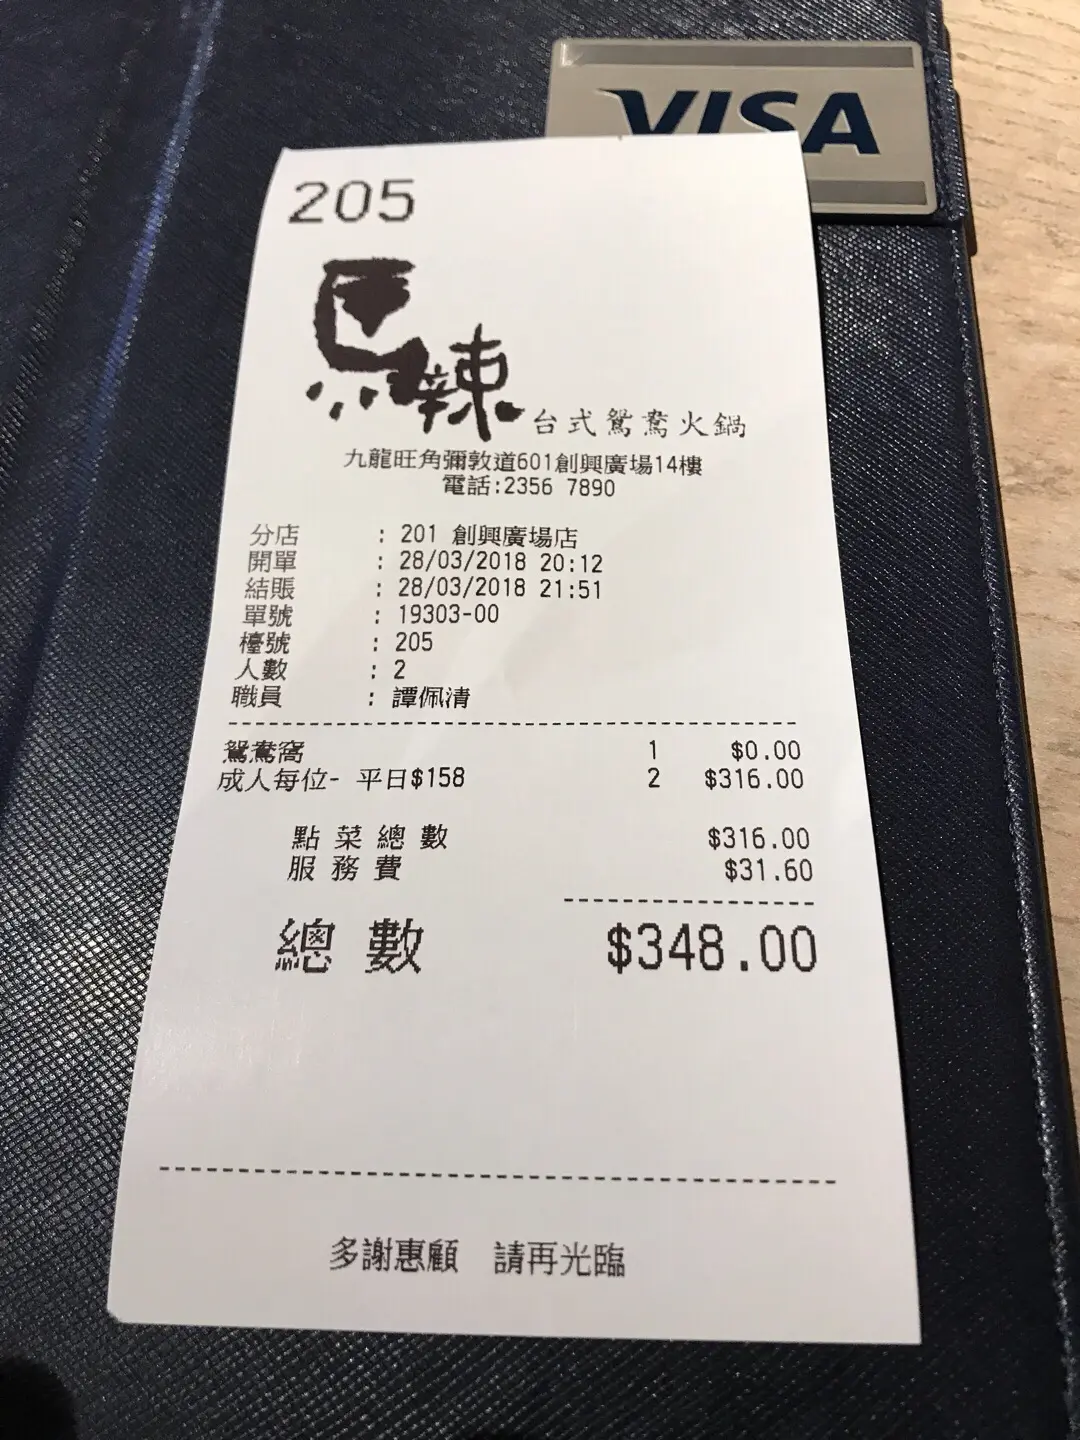 VISA
205
馬辣 台式鴛鴦火鍋
九龍旺角彌敦道601創興廣場14樓
電話:2356 7890
分店 : 201 創興廣場店
開單 : 28/03/2018 20:12
結賬 : 28/03/2018 21:51
單號 : 19303-00
檯號 : 205
人數 : 2
職員 : 譚佩清
鴛鴦窩 1 $0.00
成人每位- 平日$158 2 $316.00
點菜總數 $316.00
服務費 $31.60
總數 $348.00
多謝惠顧 請再光臨